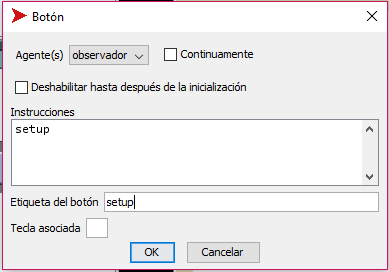 Botón
Agente(s) observador Continuamente
Deshabilitar hasta después de la inicialización
Instrucciones
setup
Etiqueta del botón setup
Tecla asociada
OK Cancelar